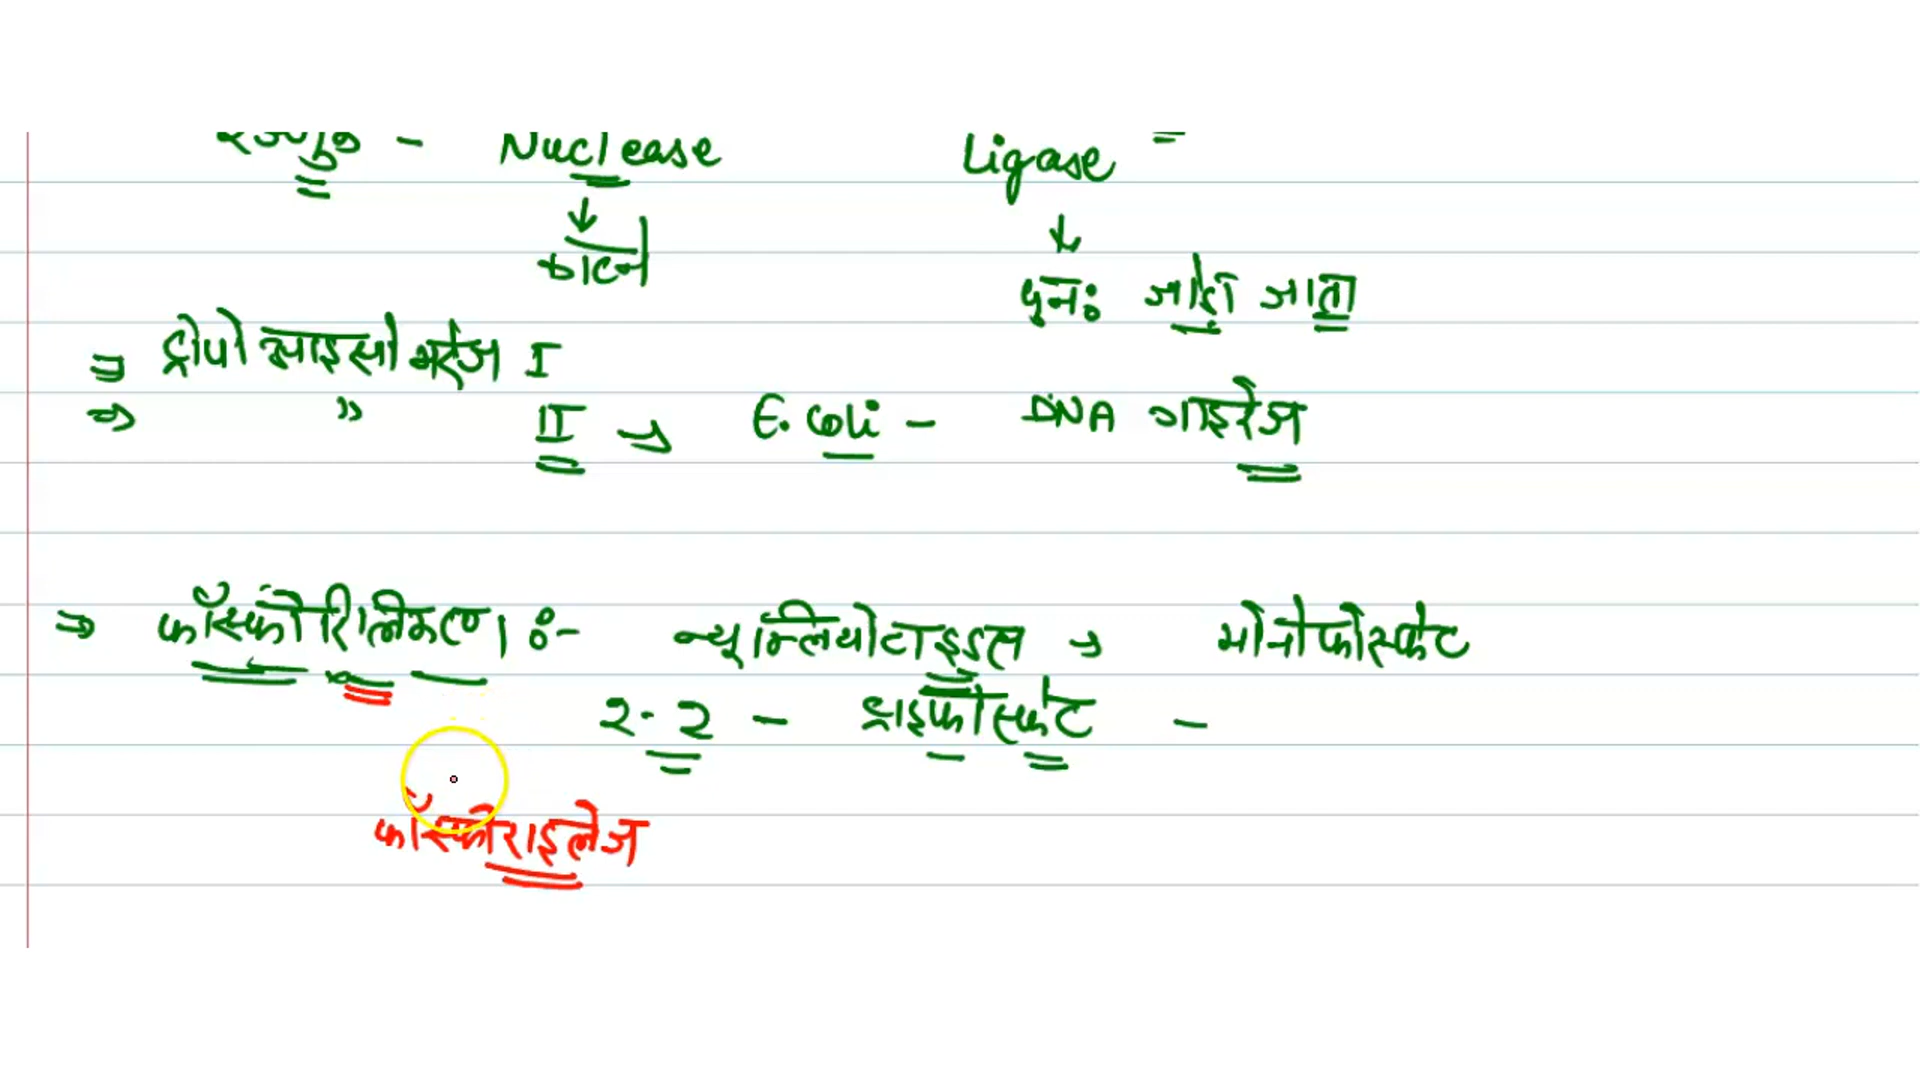 - Nuclease Ligase =
↓ काटना ↓
पुनः जोड़ा जाता
⇒ टोपोआइसोमरेज I
⇒ " II → E. coli - DNA गाइरेज
⇒ फॉस्फोरिलिकरण :- न्यूक्लियोटाइड्स → मोनोफोस्फेट
2-2 - ट्राइफोस्फेट -
फॉस्फोराइलेज